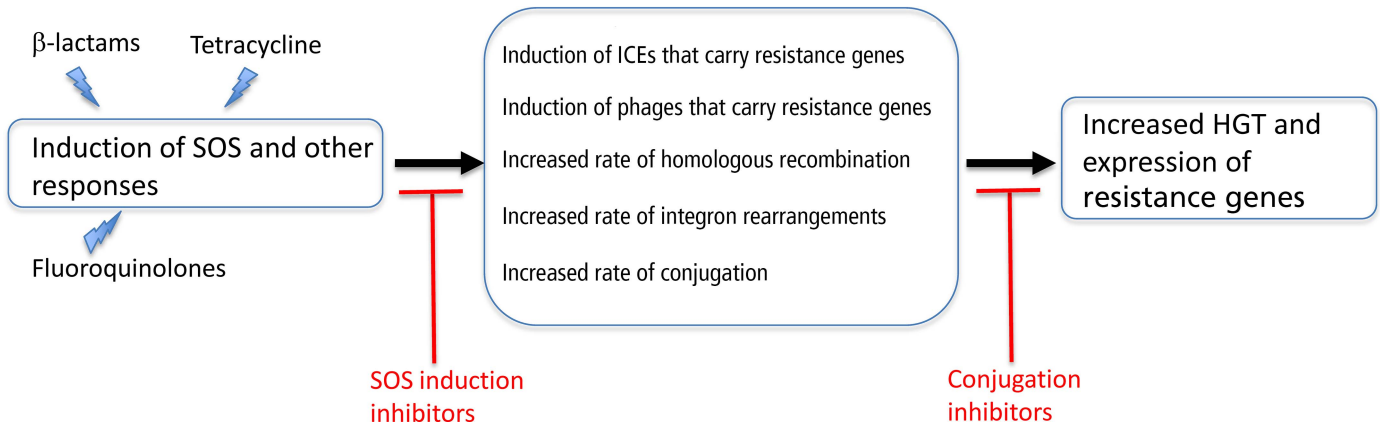 β-lactams
Tetracycline
Induction of SOS and other
responses
Fluoroquinolones
Induction of ICEs that carry resistance genes
Induction of phages that carry resistance genes
Increased rate of homologous recombination
Increased rate of integron rearrangements
Increased rate of conjugation
Increased HGT and
expression of
resistance genes
SOS induction
inhibitors
Conjugation
inhibitors